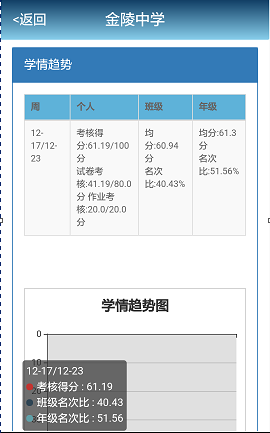 <返回 金陵中学
学情趋势
周 个人 班级 年级
12-17/12-23
考核得分:61.19/100分
试卷考核:41.19/80.0分 作业考核:20.0/20.0分
均分:60.94分
名次比:40.43%
均分:61.3分
名次比:51.56%
学情趋势图
0
10
12-17/12-23
考核得分 : 61.19
班级名次比 : 40.43
年级名次比 : 51.56